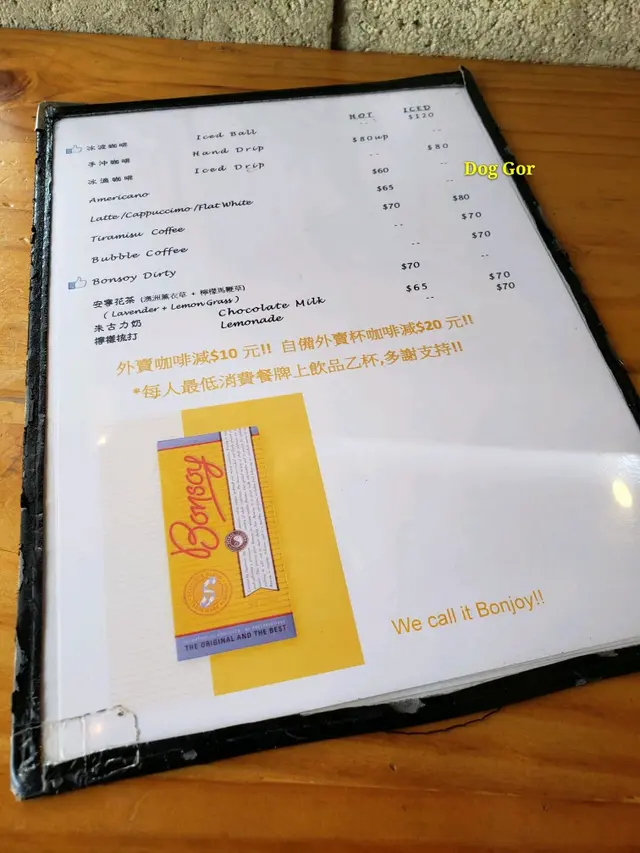 HOT ICED
冰波咖啡 Iced Ball -- $120
手沖咖啡 Hand Drip $80up --
冰滴咖啡 Iced Drip -- $80
Americano $60 --
Latte/Cappuccimo/Flat White $65 --
Tiramisu Coffee $70 $80
Bubble Coffee -- $70
Bonsoy Dirty -- $70
安寧花茶 (澳洲薰衣草 + 檸檬馬鞭草) $70 --
( Lavender + Lemon Grass )
朱古力奶 Chocolate Milk $65 $70
檸檬梳打 Lemonade -- $70
外賣咖啡減$10 元!! 自備外賣杯咖啡減$20 元!!
*每人最低消費餐牌上飲品乙杯,多謝支持!!
Bonsoy
THE ORIGINAL AND THE BEST
We call it Bonjoy!!
Dog Gor